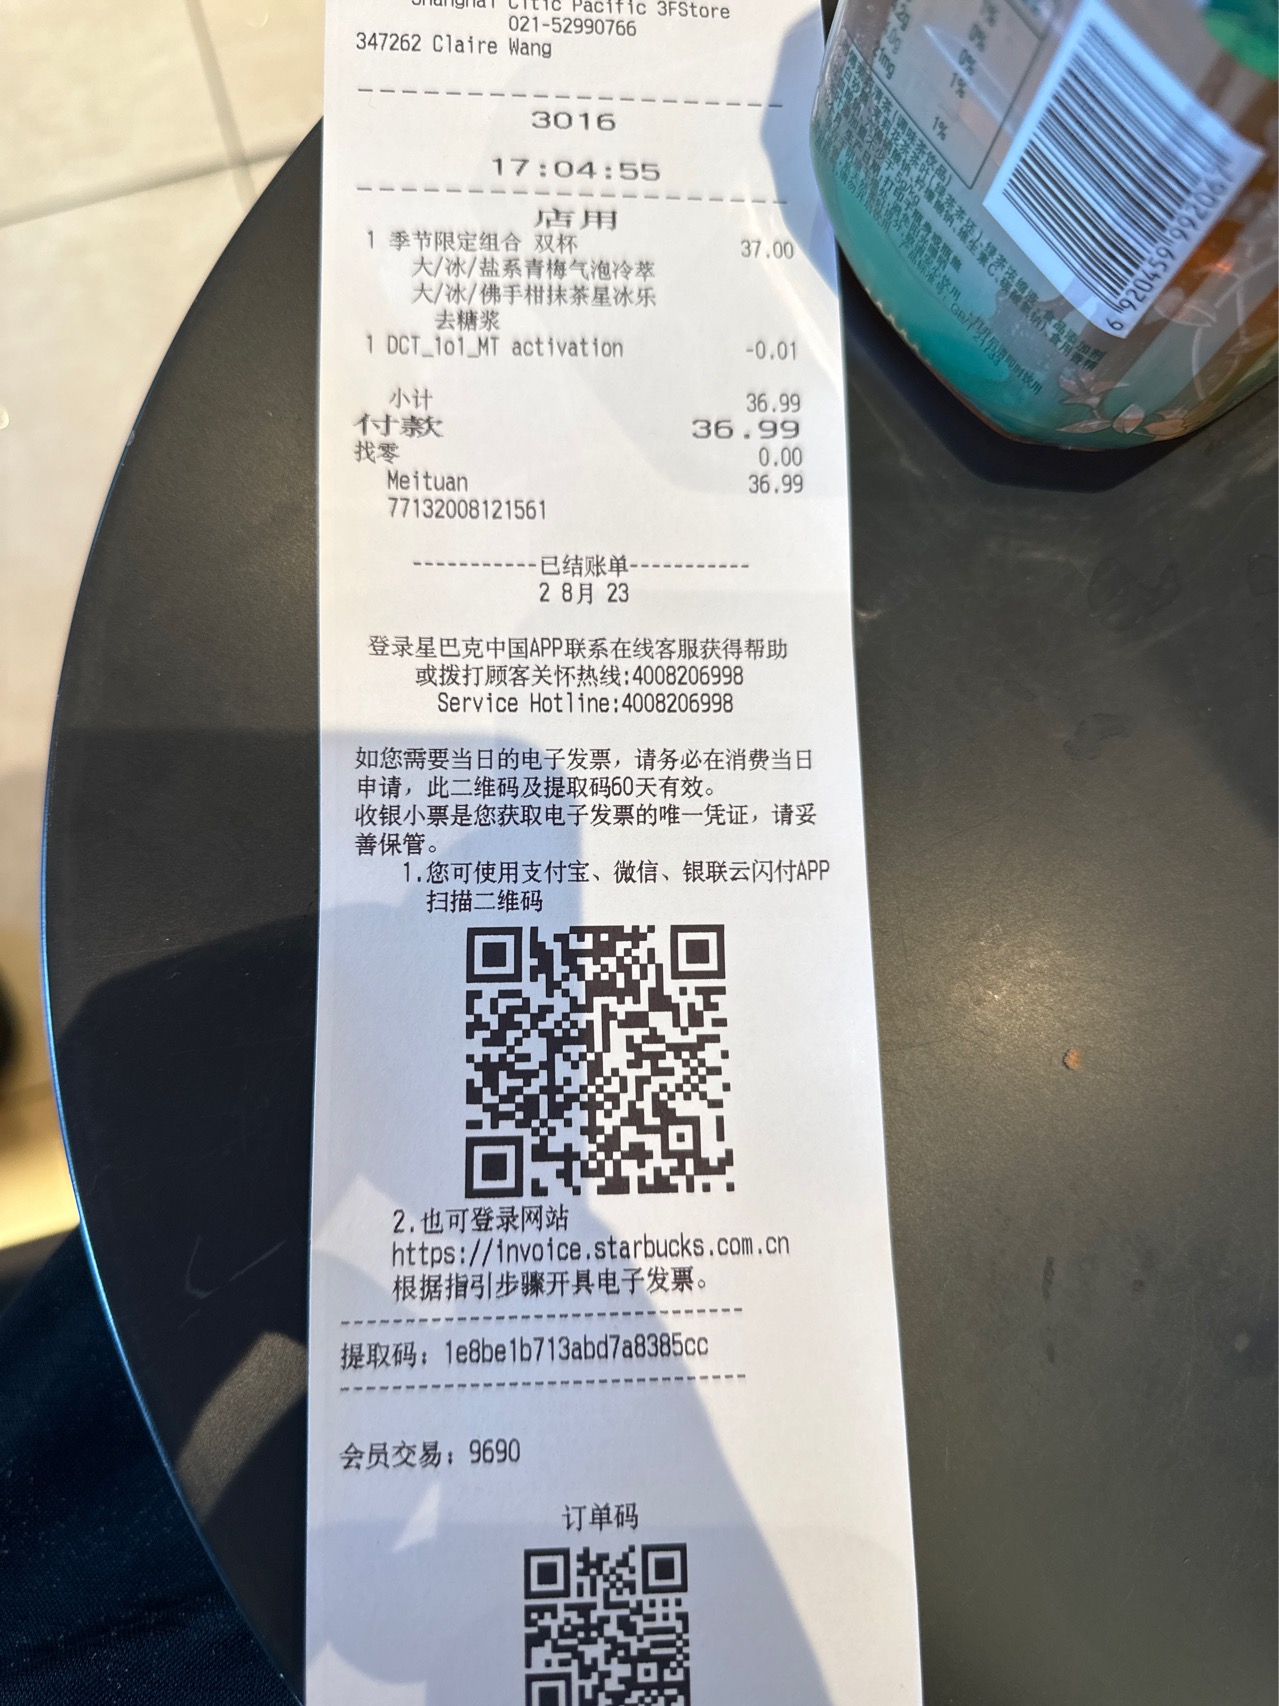 Shanghai Citic Pacific 3FStore
021-52990766
347262 Claire Wang
3016
17:04:55
店用
1 季节限定组合 双杯 37.00
大/冰/盐系青梅气泡冷萃
大/冰/佛手柑抹茶星冰乐
去糖浆
1 DCT_1o1_MT activation -0.01
小计 36.99
付款 36.99
找零 0.00
Meituan 36.99
77132008121561
-----------已结账单-----------
2 8月 23
登录星巴克中国APP联系在线客服获得帮助
或拨打顾客关怀热线:4008206998
Service Hotline:4008206998
如您需要当日的电子发票，请务必在消费当日
申请，此二维码及提取码60天有效。
收银小票是您获取电子发票的唯一凭证，请妥
善保管。
1.您可使用支付宝、微信、银联云闪付APP
扫描二维码
2.也可登录网站
https://invoice.starbucks.com.cn
根据指引步骤开具电子发票。
提取码：1e8be1b713abd7a8385cc
会员交易：9690
订单码
1%
0%
1%
1%